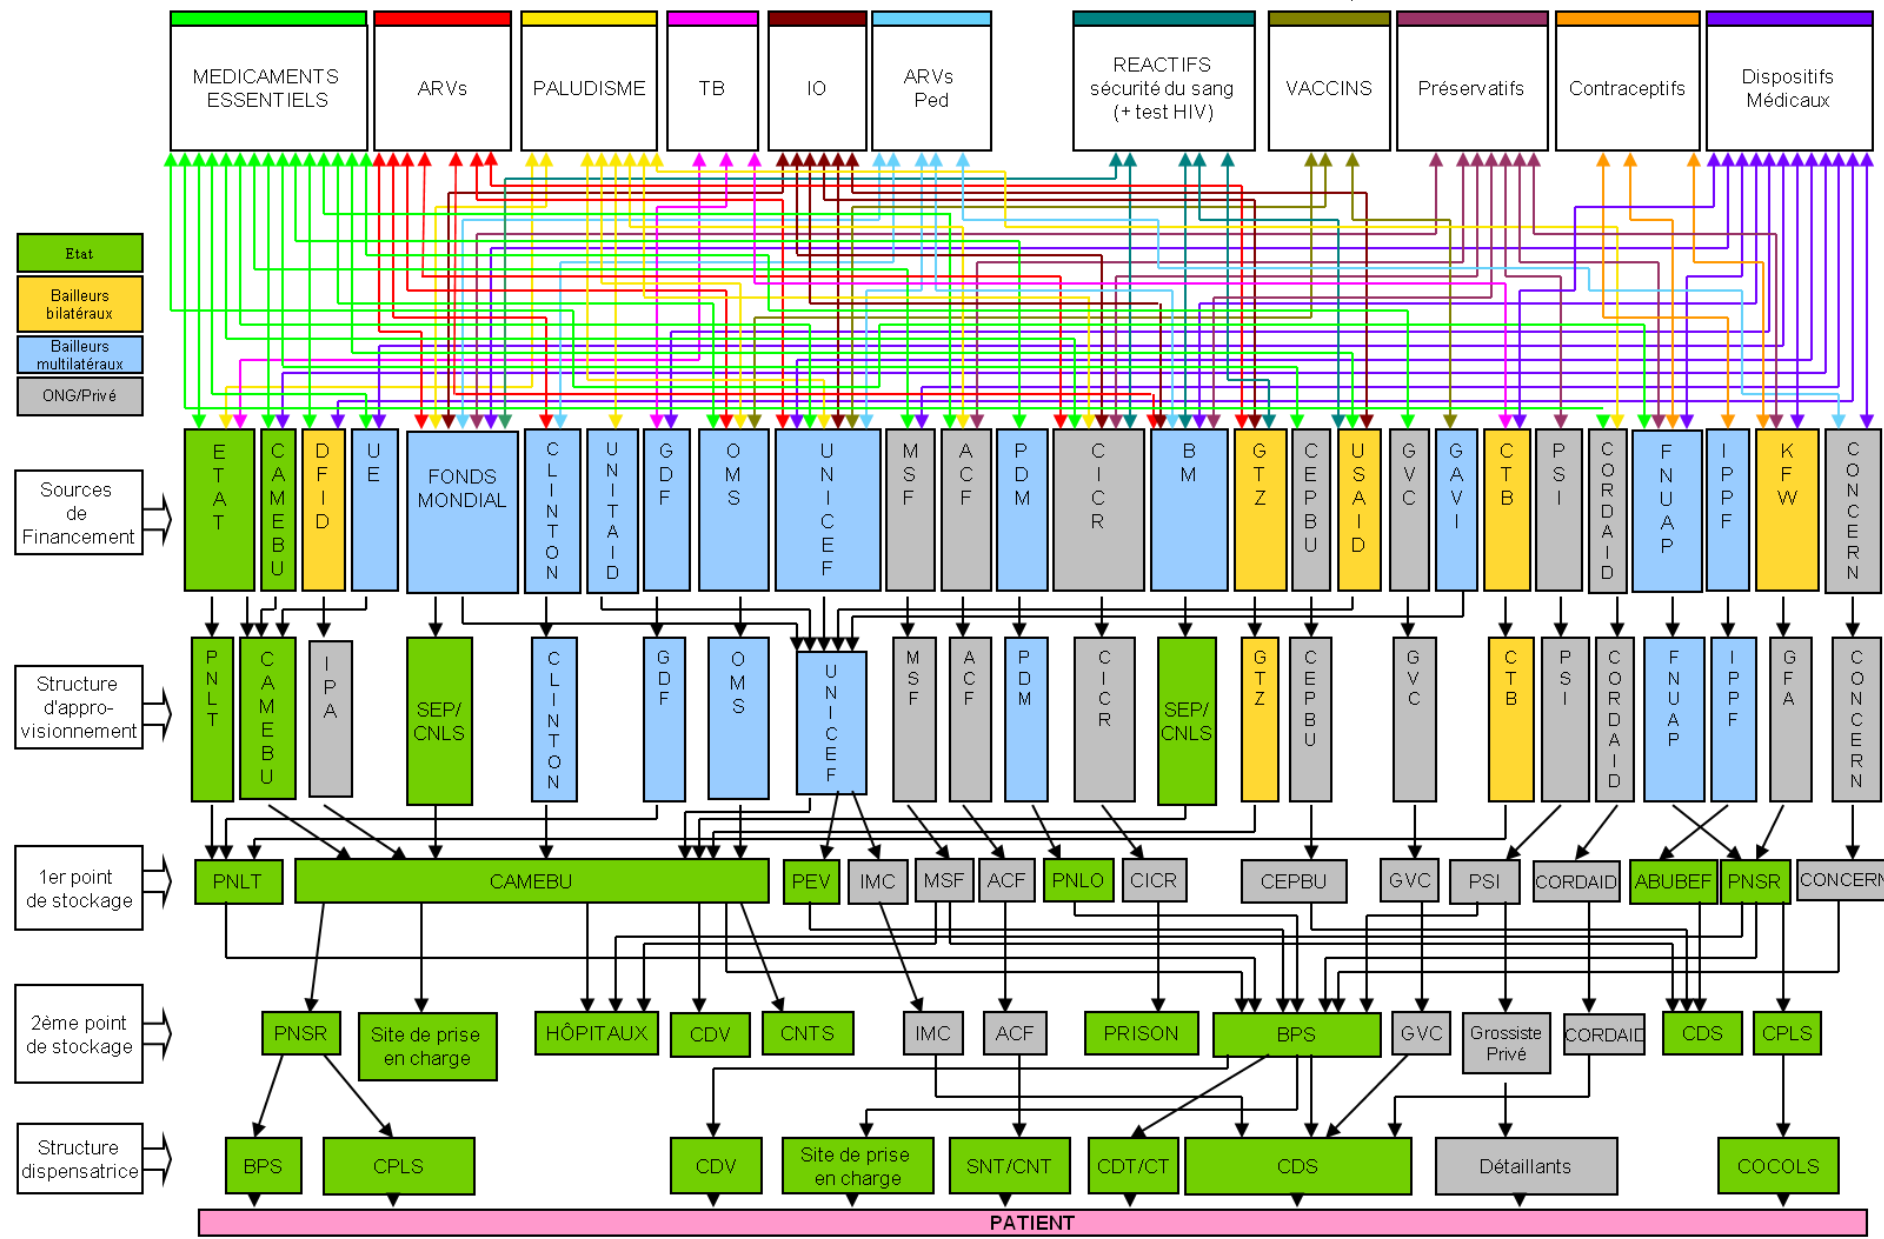 MEDICAMENTS
ESSENTIELS
ARVs
PALUDISME
TB
IO
ARVs
Ped
REACTIFS
sécurité du sang
(+ test HIV)
VACCINS
Préservatifs
Contraceptifs
Dispositifs
Médicaux
Etat
Bailleurs
bilatéraux
Bailleurs
multilatéraux
ONG/Privé
Sources
de
Financement
ETAT
CAMEBU
DFID
UE
FONDS
MONDIAL
CLINTON
UNITAID
GDF
OMS
UNICEF
MSF
ACF
PDM
CICR
BM
GTZ
CEPBU
USAID
GVC
GAVI
CTB
PSI
CORDAID
FNUAP
IPPF
KFW
CONCERN
Structure
d'appro-
visionnement
PNLT
CAMEBU
IPA
SEP/
CNLS
CLINTON
GDF
OMS
UNICEF
MSF
ACF
PDM
CICR
SEP/
CNLS
GTZ
CEPBU
GVC
CTB
PSI
CORDAID
FNUAP
IPPF
GFA
CONCERN
1er point
de stockage
PNLT
CAMEBU
PEV
IMC
MSF
ACF
PNLO
CICR
CEPBU
GVC
PSI
CORDAID
ABUBEF
PNSR
CONCERN
2ème point
de stockage
PNSR
Site de prise
en charge
HÔPITAUX
CDV
CNTS
IMC
ACF
PRISON
BPS
GVC
Grossiste
Privé
CORDAID
CDS
CPLS
Structure
dispensatrice
BPS
CPLS
CDV
Site de prise
en charge
SNT/CNT
CDT/CT
CDS
Détaillants
COCOLS
PATIENT